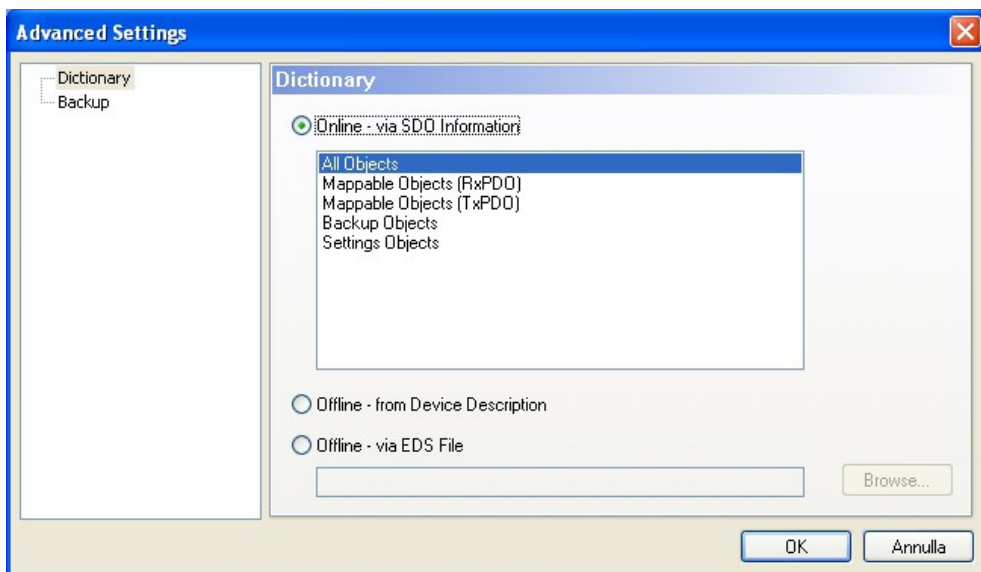 Advanced Settings
Dictionary
Backup
Dictionary
Online - via SDO Information
All Objects
Mappable Objects (RxPDO)
Mappable Objects (TxPDO)
Backup Objects
Settings Objects
Offline - from Device Description
Offline - via EDS File
Browse...
OK
Annulla